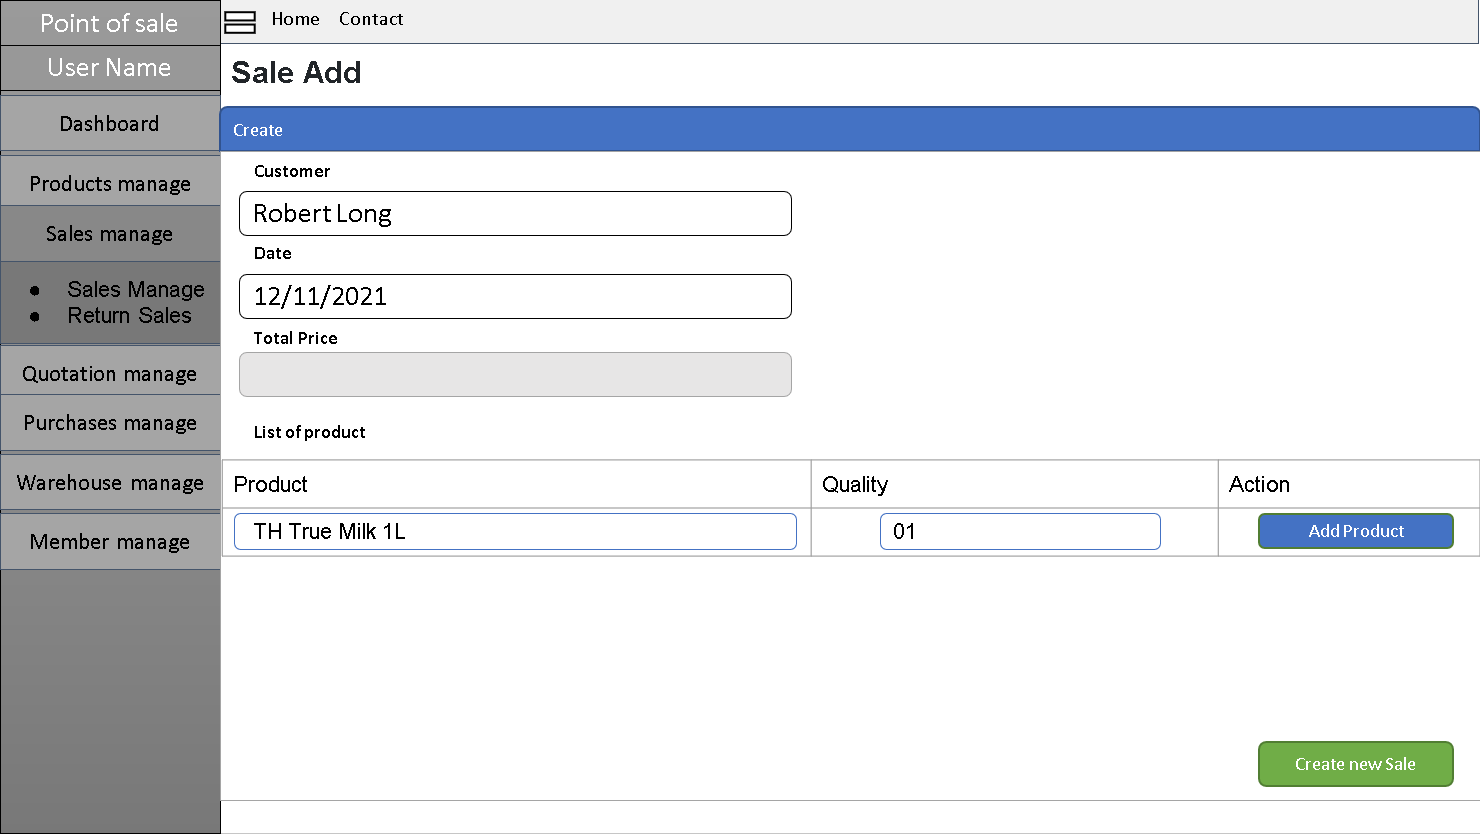 Point of sale
User Name
Dashboard
Products manage
Sales manage
● Sales Manage
● Return Sales
Quotation manage
Purchases manage
Warehouse manage
Member manage
Home Contact
Sale Add
Create
Customer
Robert Long
Date
12/11/2021
Total Price
List of product
Product Quality Action
TH True Milk 1L 01 Add Product
Create new Sale